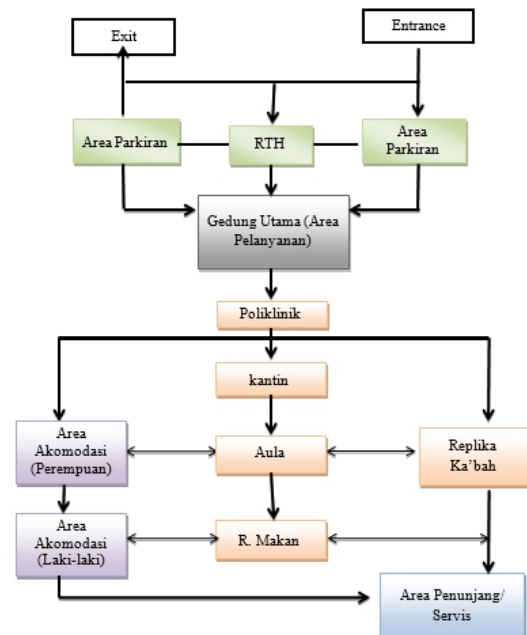 Exit
Entrance
Area Parkiran
RTH
Area
Parkiran
Gedung Utama (Area
Pelanyanan)
Poliklinik
kantin
Area
Akomodasi
(Perempuan)
Aula
Replika
Ka’bah
Area
Akomodasi
(Laki-laki)
R. Makan
Area Penunjang/
Servis